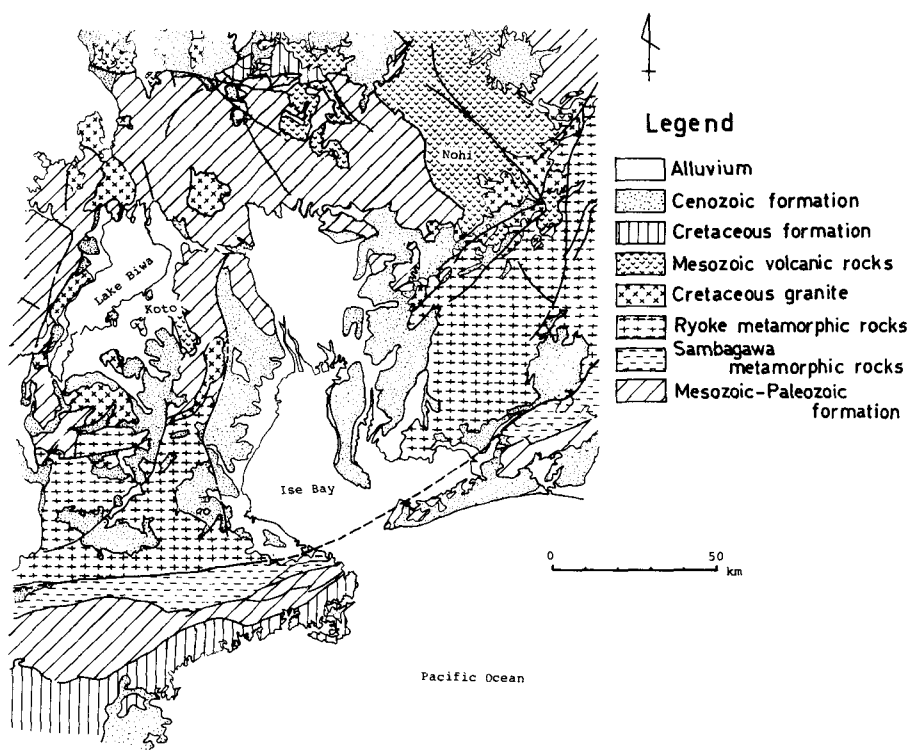 Nohi
Lake Biwa
Koto
Ise Bay
Pacific Ocean
Legend
Alluvium
Cenozoic formation
Cretaceous formation
Mesozoic volcanic rocks
Cretaceous granite
Ryoke metamorphic rocks
Sambagawa
metamorphic rocks
Mesozoic-Paleozoic
formation
0 50
km